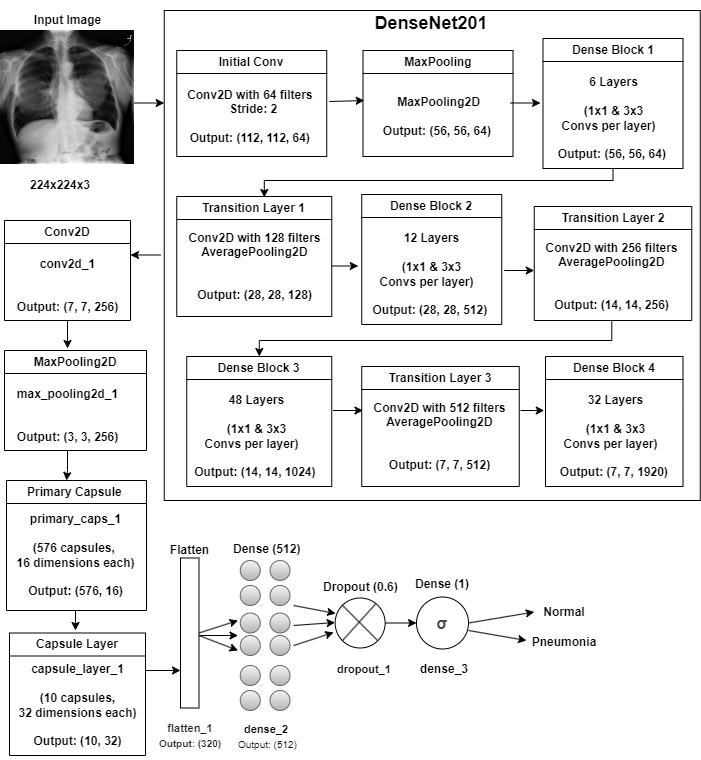 Input Image
224x224x3
DenseNet201
Initial Conv
Conv2D with 64 filters
Stride: 2
Output: (112, 112, 64)
MaxPooling
MaxPooling2D
Output: (56, 56, 64)
Dense Block 1
6 Layers
(1x1 & 3x3
Convs per layer)
Output: (56, 56, 64)
Transition Layer 1
Conv2D with 128 filters
AveragePooling2D
Output: (28, 28, 128)
Dense Block 2
12 Layers
(1x1 & 3x3
Convs per layer)
Output: (28, 28, 512)
Transition Layer 2
Conv2D with 256 filters
AveragePooling2D
Output: (14, 14, 256)
Dense Block 3
48 Layers
(1x1 & 3x3
Convs per layer)
Output: (14, 14, 1024)
Transition Layer 3
Conv2D with 512 filters
AveragePooling2D
Output: (7, 7, 512)
Dense Block 4
32 Layers
(1x1 & 3x3
Convs per layer)
Output: (7, 7, 1920)
Conv2D
conv2d_1
Output: (7, 7, 256)
MaxPooling2D
max_pooling2d_1
Output: (3, 3, 256)
Primary Capsule
primary_caps_1
(576 capsules,
16 dimensions each)
Output: (576, 16)
Capsule Layer
capsule_layer_1
(10 capsules,
32 dimensions each)
Output: (10, 32)
Flatten
flatten_1
Output: (320)
Dense (512)
dense_2
Output: (512)
Dropout (0.6)
dropout_1
Dense (1)
σ
dense_3
Normal
Pneumonia